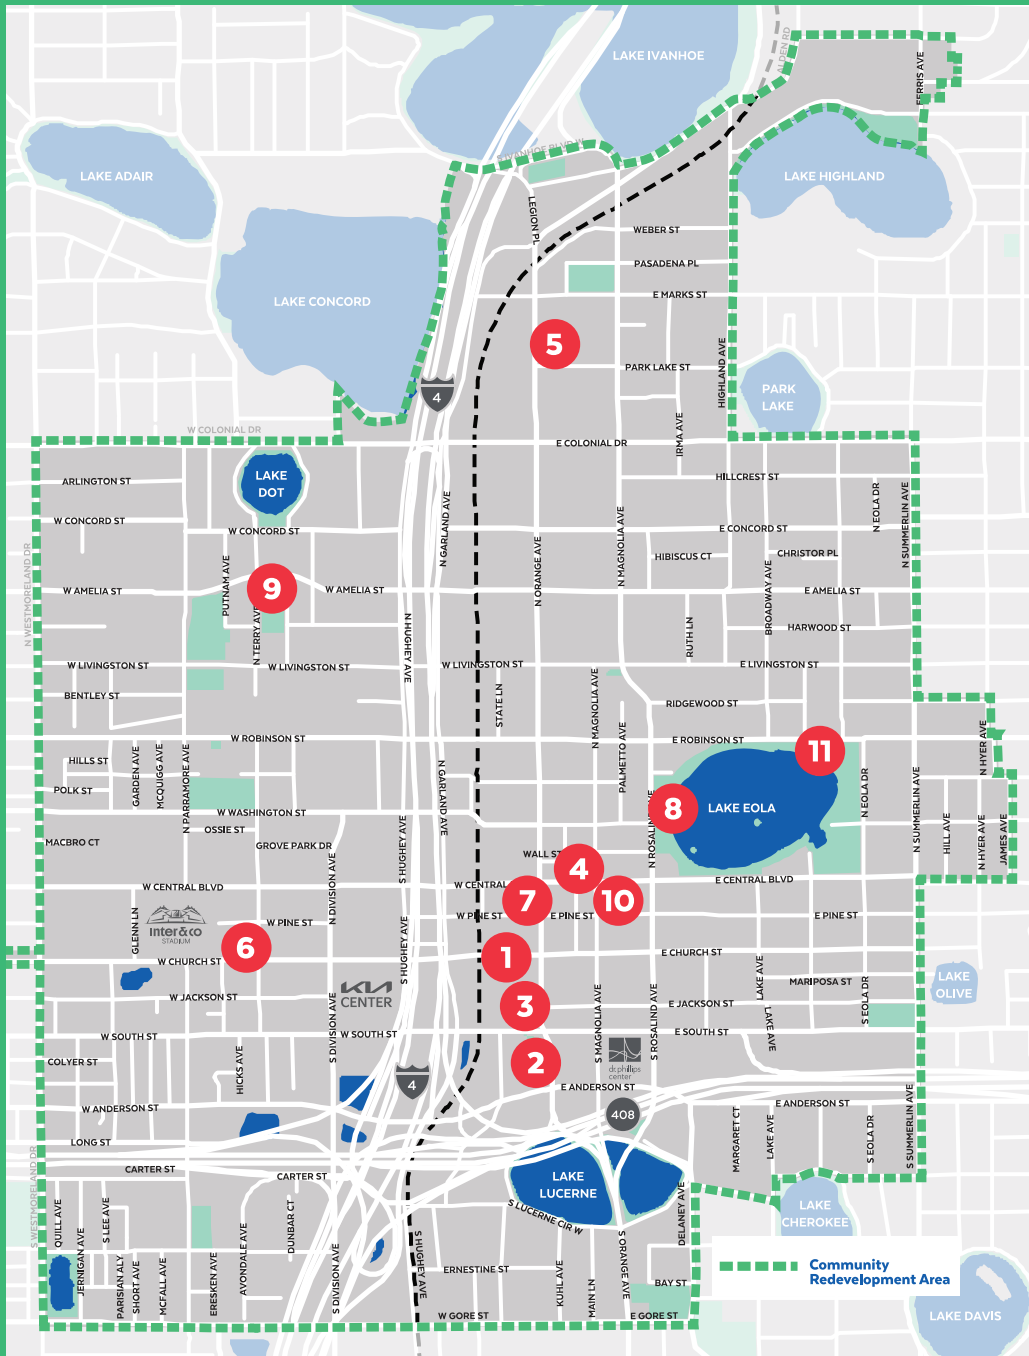 ALDEN RD
LAKE IVANHOE
FERRIS AVE
S IVANHOE BLVD W
LAKE ADAIR
LAKE HIGHLAND
LEGION PL
WEBER ST
PASADENA PL
LAKE CONCORD
E MARKS ST
5
HIGHLAND AVE
PARK LAKE ST
PARK
LAKE
4
IRMA AVE
W COLONIAL DR
E COLONIAL DR
LAKE
DOT
ARLINGTON ST
HILLCREST ST
N EOLA DR
N SUMMERLIN AVE
N GARLAND AVE
N MAGNOLIA AVE
W CONCORD ST
W CONCORD ST
E CONCORD ST
N ORANGE AVE
HIBISCUS CT
CHRISTOR PL
N WESTMORELAND DR
PUTNAM AVE
9
W AMELIA ST
W AMELIA ST
E AMELIA ST
BROADWAY AVE
N TERRY AVE
N HUGHEY AVE
RUTH LN
HARWOOD ST
W LIVINGSTON ST
W LIVINGSTON ST
W LIVINGSTON ST
E LIVINGSTON ST
BENTLEY ST
STATE LN
N MAGNOLIA AVE
RIDGEWOOD ST
W ROBINSON ST
E ROBINSON ST
PALMETTO AVE
11
N HYER AVE
HILLS ST
GARDEN AVE
MCQUIGG AVE
N PARRAMORE AVE
POLK ST
N GARLAND AVE
N EOLA DR
N SUMMERLIN AVE
W WASHINGTON ST
8
LAKE EOLA
OSSIE ST
N ROSALIND AVE
HILL AVE
N HYER AVE
JAMES AVE
MACBRO CT
GROVE PARK DR
S HUGHEY AVE
WALL ST
4
W CENTRAL BLVD
N DIVISION AVE
W CENTRAL
E CENTRAL BLVD
7
10
GLENN LN
inter&co
STADIUM
W PINE ST
W PINE ST
E PINE ST
E PINE ST
6
S HUGHEY AVE
W CHURCH ST
1
E CHURCH ST
LAKE AVE
MARIPOSA ST
LAKE
OLIVE
KIA
CENTER
W JACKSON ST
3
E JACKSON ST
S EOLA DR
S DIVISION AVE
S MAGNOLIA AVE
S ROSALIND AVE
LAKE AVE
W SOUTH ST
W SOUTH ST
E SOUTH ST
COLYER ST
HICKS AVE
2
dr.phillips
center
4
E ANDERSON ST
W ANDERSON ST
408
E ANDERSON ST
S SUMMERLIN AVE
MARGARET CT
LAKE AVE
S EOLA DR
LONG ST
S WESTMORELAND DR
CARTER ST
CARTER ST
LAKE
LUCERNE
QUILL AVE
S LEE AVE
S LUCERNE CIR W
DELANEY AVE
LAKE
CHEROKEE
JERNIGAN AVE
DUNBAR CT
AVONDALE AVE
S DIVISION AVE
S HUGHEY AVE
ERNESTINE ST
KUHL AVE
S ORANGE AVE
Community
Redevelopment Area
PARISIAN ALY
SHORT AVE
MCFALL AVE
ERESKEN AVE
MAIN LN
BAY ST
W GORE ST
E GORE ST
LAKE DAVIS